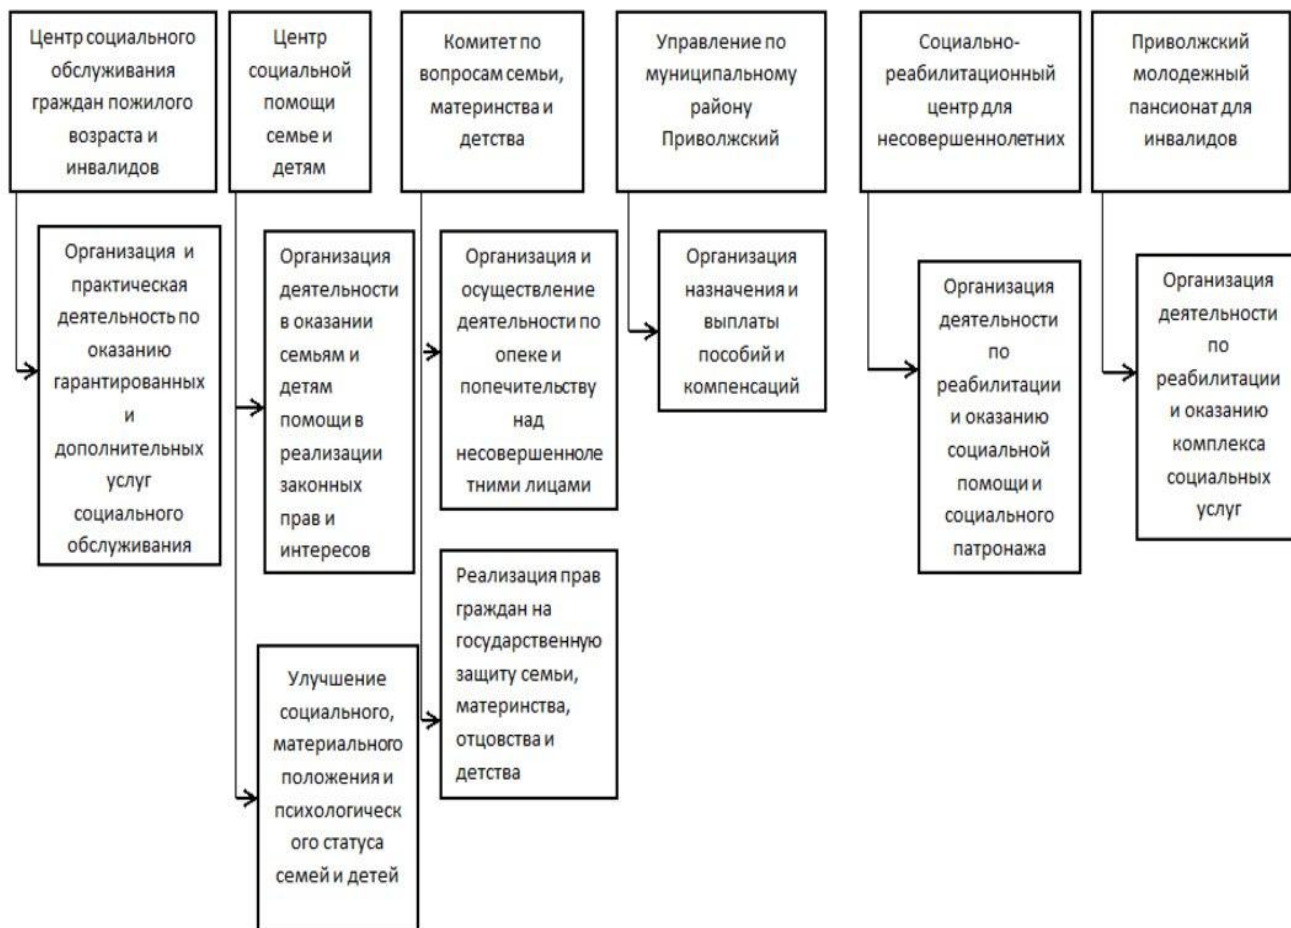 Центр социального
обслуживания
граждан пожилого
возраста и
инвалидов
Центр
социальной
помощи
семье и
детям
Комитет по
вопросам семьи,
материнства и
детства
Управление по
муниципальному
району
Приволжский
Социально-
реабилитационный
центр для
несовершеннолетних
Приволжский
молодежный
пансионат для
инвалидов
Организация и
практическая
деятельность по
оказанию
гарантированных
и
дополнительных
услуг
социального
обслуживания
Организация
деятельности
в оказании
семьям и
детям
помощи в
реализации
законных
прав и
интересов
Улучшение
социального,
материального
положения и
психологическ
ого статуса
семей и детей
Организация и
осуществление
деятельности по
опеке и
попечительству
над
несовершенноле
тними лицами
Реализация прав
граждан на
государственную
защиту семьи,
материнства,
отцовства и
детства
Организация
назначения и
выплаты
пособий и
компенсаций
Организация
деятельности
по
реабилитации
и оказанию
социальной
помощи и
социального
патронажа
Организация
деятельности
по
реабилитации
и оказанию
комплекса
социальных
услуг